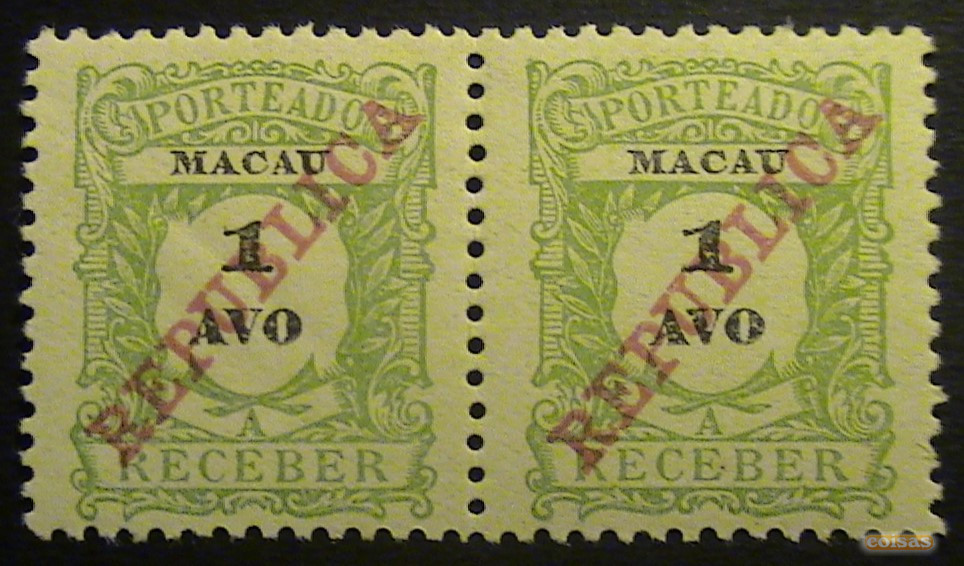 PORTEADO
MACAU
1
AVO
REPUBLICA
A
RECEBER
PORTEADO
MACAU
1
AVO
REPUBLICA
A
RECEBER
coisas